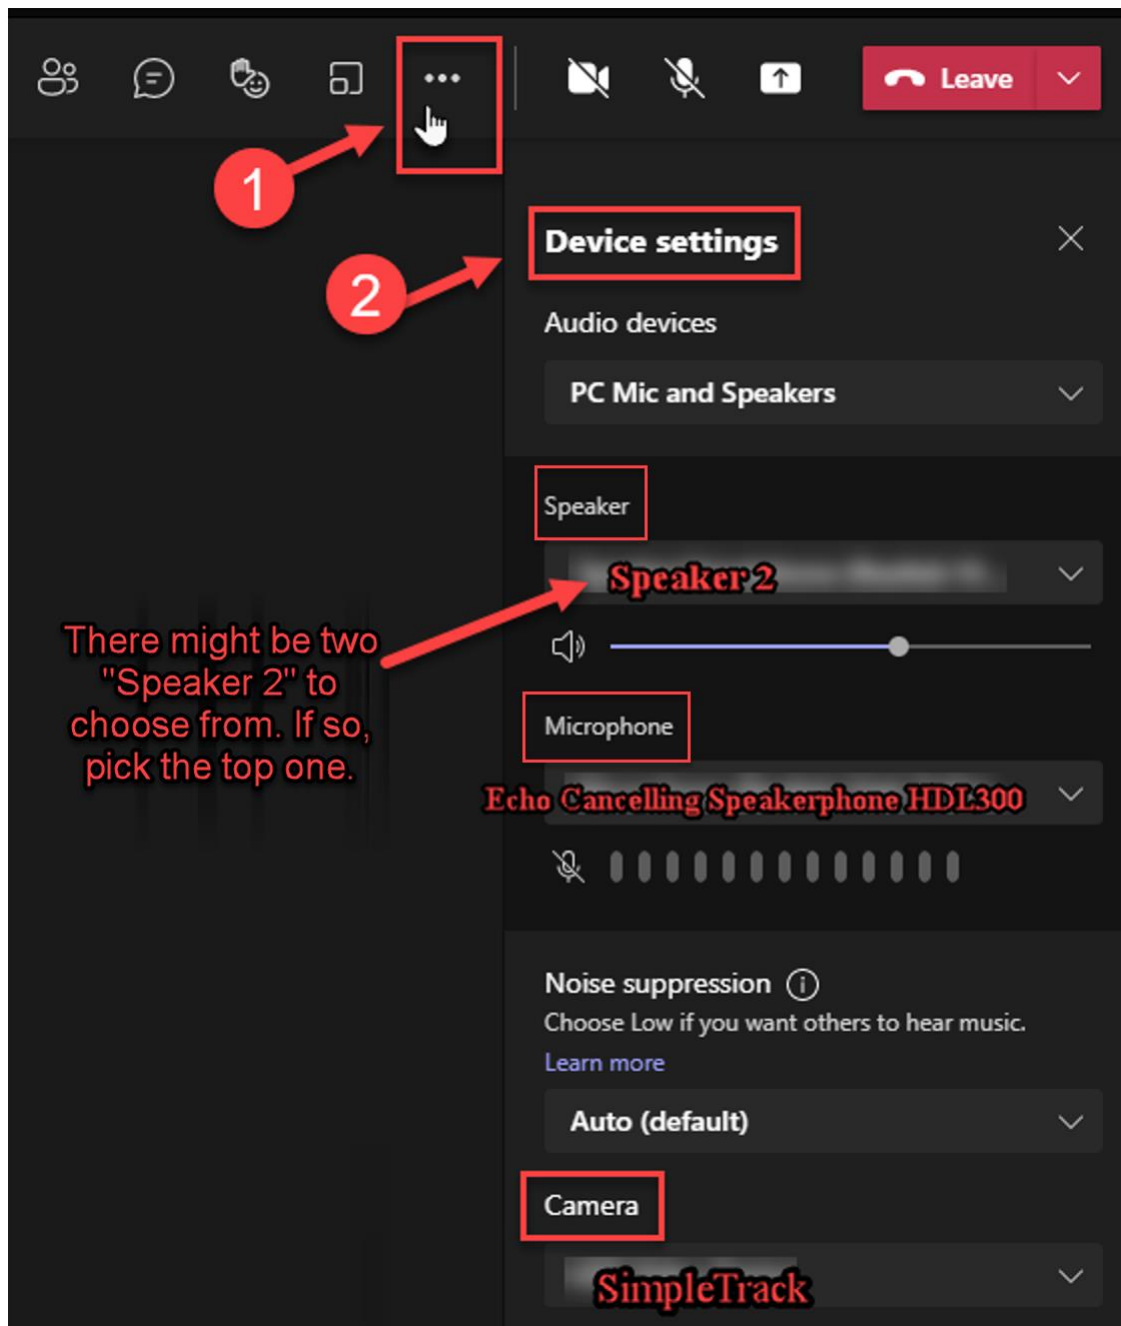 Leave
1
Device settings
2
Audio devices
PC Mic and Speakers
Speaker
Speaker 2
There might be two
"Speaker 2" to
choose from. If so,
pick the top one.
Microphone
Echo Cancelling Speakerphone HDL300
Noise suppression
Choose Low if you want others to hear music.
Learn more
Auto (default)
Camera
SimpleTrack